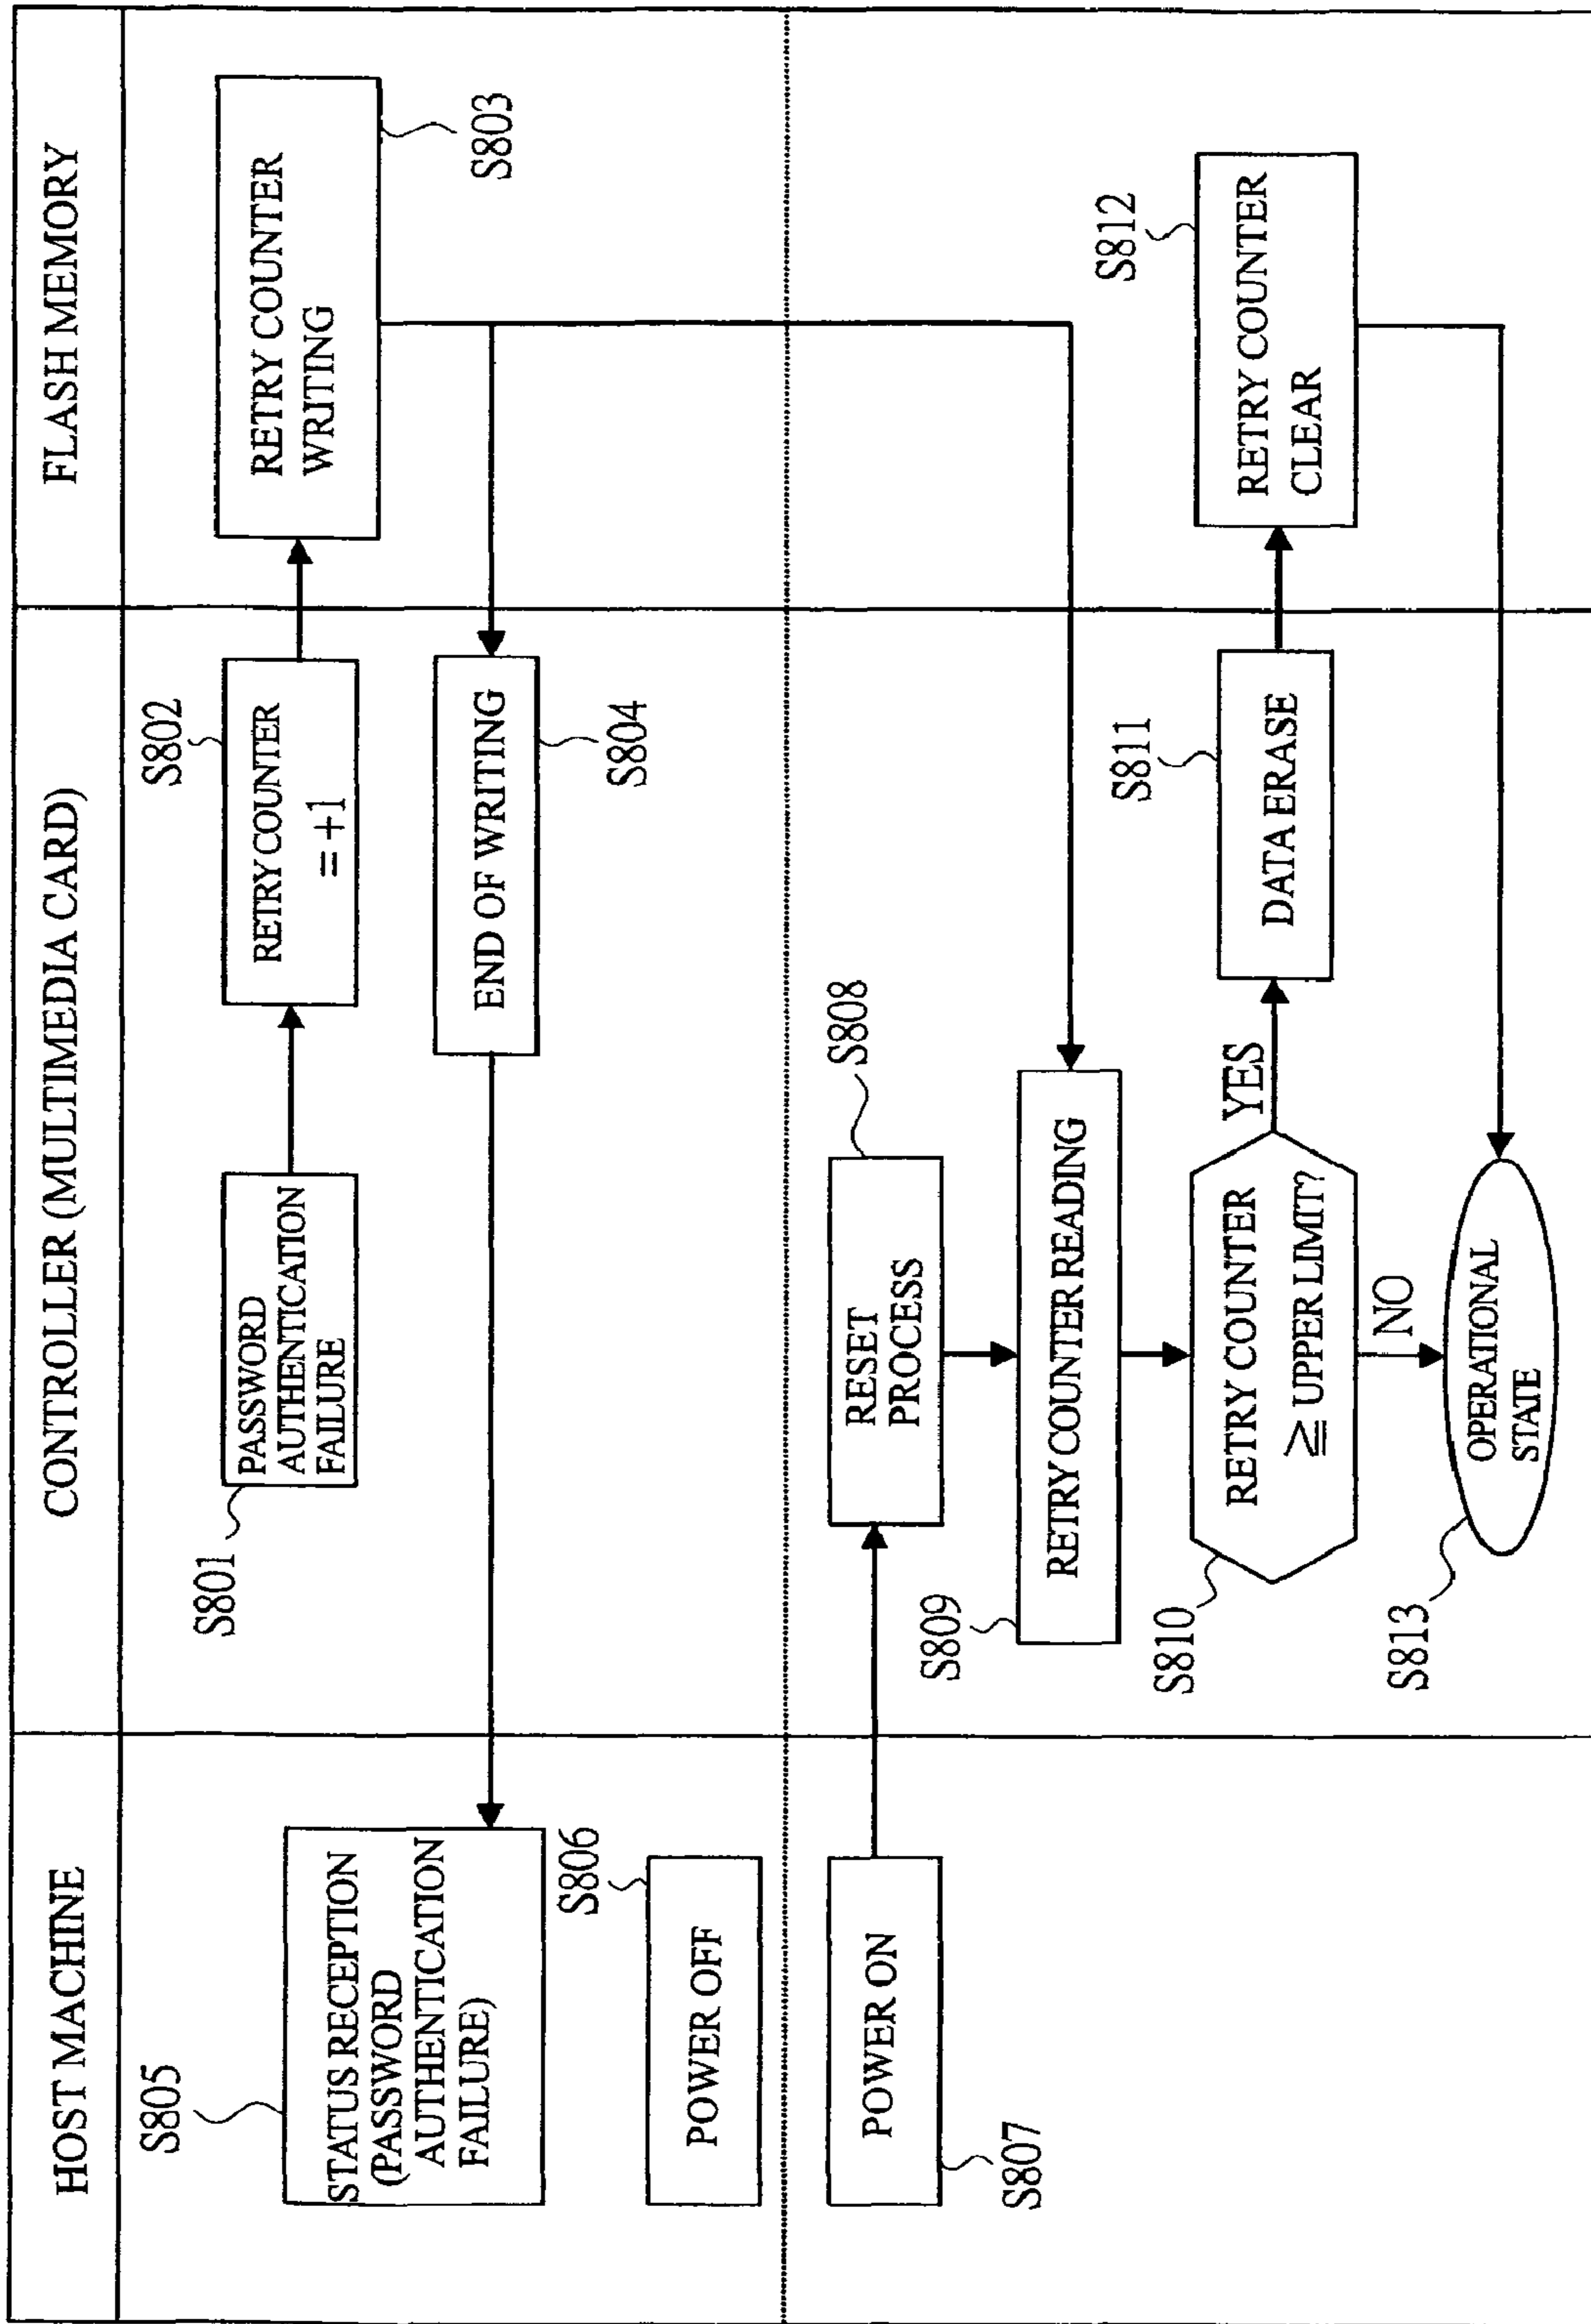 HOST MACHINE
CONTROLLER (MULTIMEDIA CARD)
FLASH MEMORY
S801
PASSWORD
AUTHENTICATION
FAILURE
S802
RETRY COUNTER
= +1
RETRY COUNTER
WRITING
S803
S805
STATUS RECEPTION
(PASSWORD
AUTHENTICATION
FAILURE)
END OF WRITING
S804
S806
POWER OFF
POWER ON
S807
RESET
PROCESS
S808
S809
RETRY COUNTER READING
S810
RETRY COUNTER
≧ UPPER LIMIT?
YES
NO
S811
DATA ERASE
S812
RETRY COUNTER
CLEAR
S813
OPERATIONAL
STATE